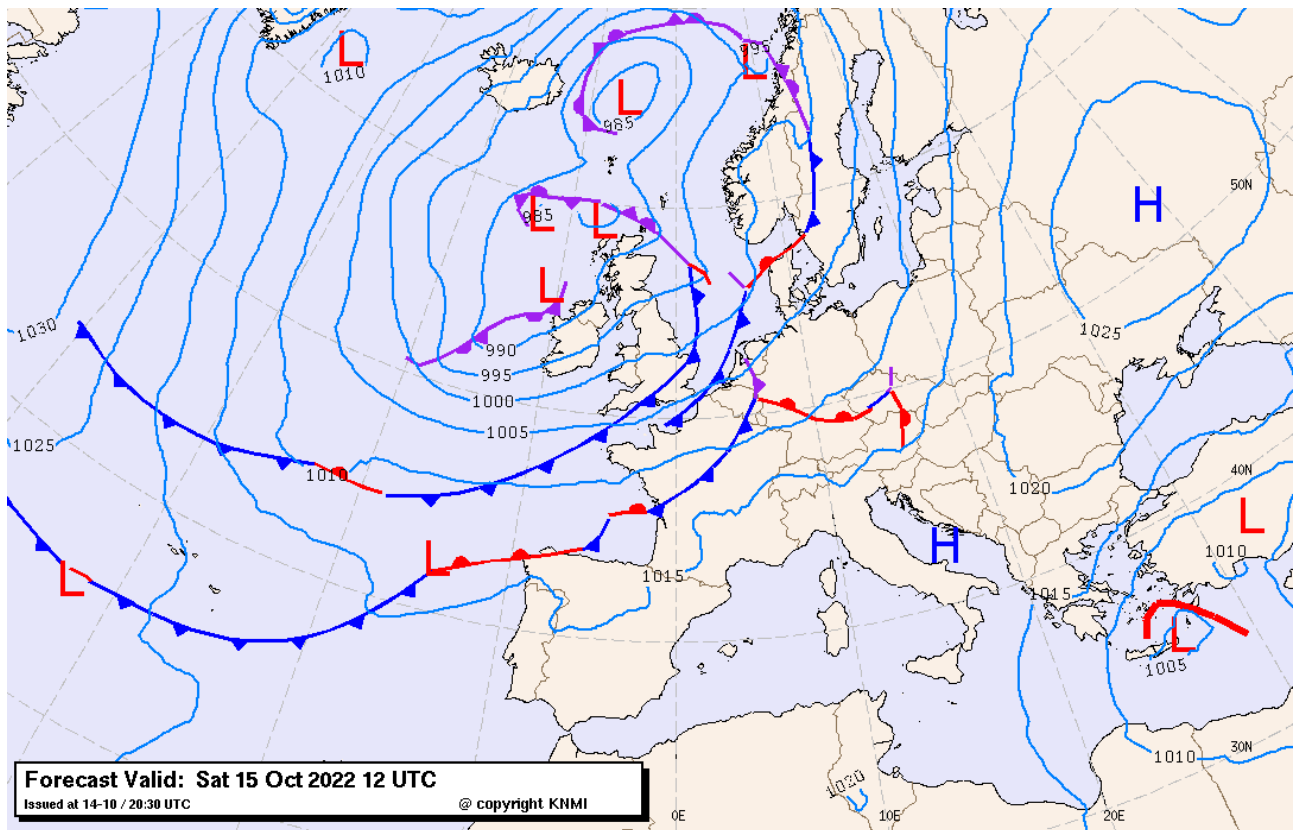 L
1010
L
985
995
L
50N
H
985
L
L
L
1030
990
995
1000
1005
1025
1025
1010
1020
40N
L
H
L
L
1015
1010
1015
L
1005
1010
30N
1020
0E
10E
20E
Forecast Valid: Sat 15 Oct 2022 12 UTC
Issued at 14-10 / 20:30 UTC @ copyright KNMI